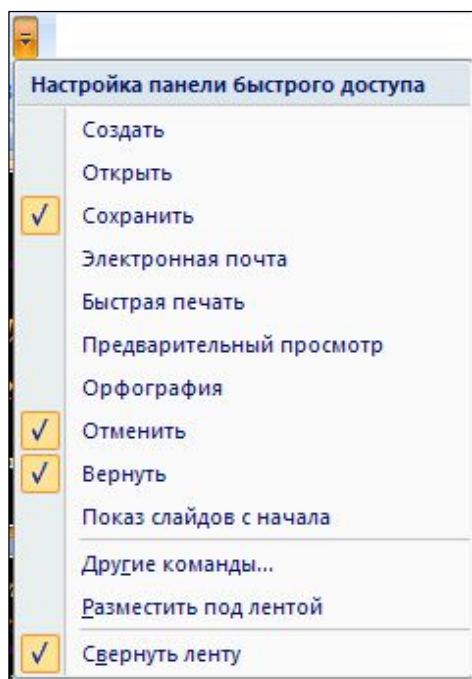 Настройка панели быстрого доступа
Создать
Открыть
Сохранить
Электронная почта
Быстрая печать
Предварительный просмотр
Орфография
Отменить
Вернуть
Показ слайдов с начала
Другие команды...
Разместить под лентой
Свернуть ленту